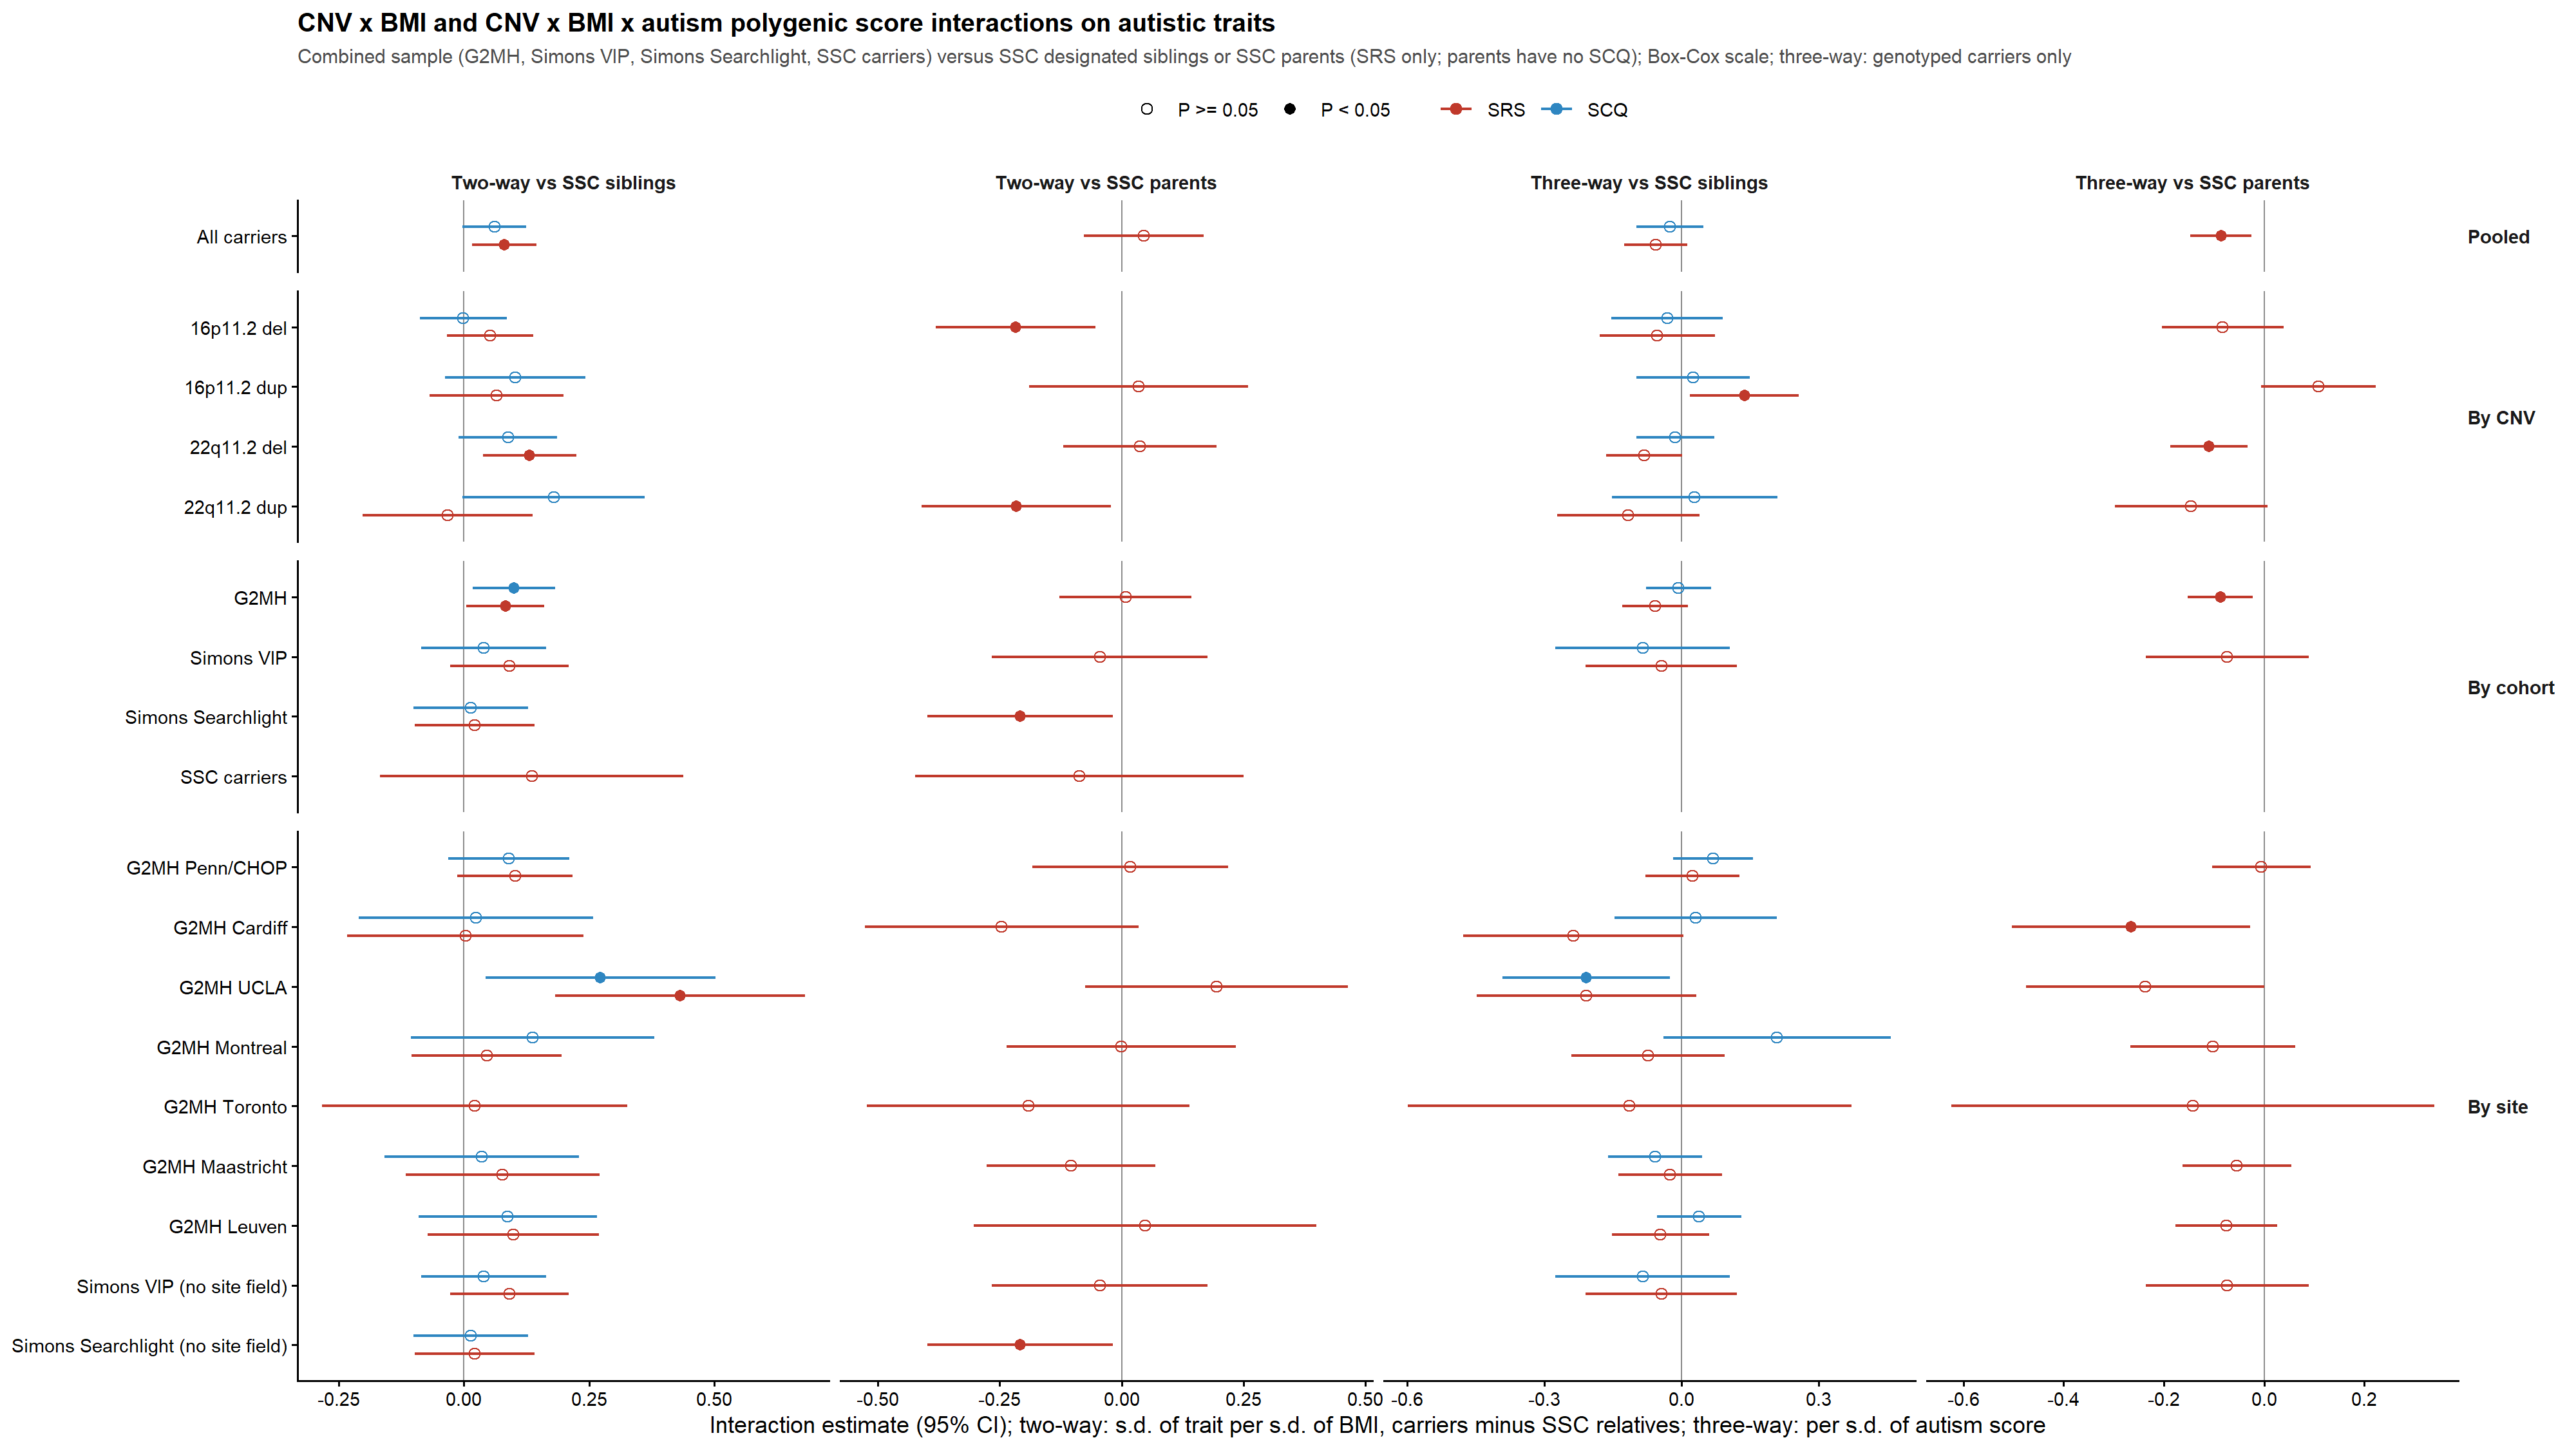 CNV x BMI and CNV x BMI x autism polygenic score interactions on autistic traits
Combined sample (G2MH, Simons VIP, Simons Searchlight, SSC carriers) versus SSC designated siblings or SSC parents (SRS only; parents have no SCQ); Box-Cox scale; three-way: genotyped carriers only
P >= 0.05 P < 0.05 SRS SCQ
Two-way vs SSC siblings Two-way vs SSC parents Three-way vs SSC siblings Three-way vs SSC parents
All carriers
Pooled
16p11.2 del
16p11.2 dup
By CNV
22q11.2 del
22q11.2 dup
G2MH
Simons VIP
By cohort
Simons Searchlight
SSC carriers
G2MH Penn/CHOP
G2MH Cardiff
G2MH UCLA
G2MH Montreal
G2MH Toronto
By site
G2MH Maastricht
G2MH Leuven
Simons VIP (no site field)
Simons Searchlight (no site field)
-0.25 0.00 0.25 0.50 -0.50 -0.25 0.00 0.25 0.50 -0.6 -0.3 0.0 0.3 -0.6 -0.4 -0.2 0.0 0.2
Interaction estimate (95% CI); two-way: s.d. of trait per s.d. of BMI, carriers minus SSC relatives; three-way: per s.d. of autism score